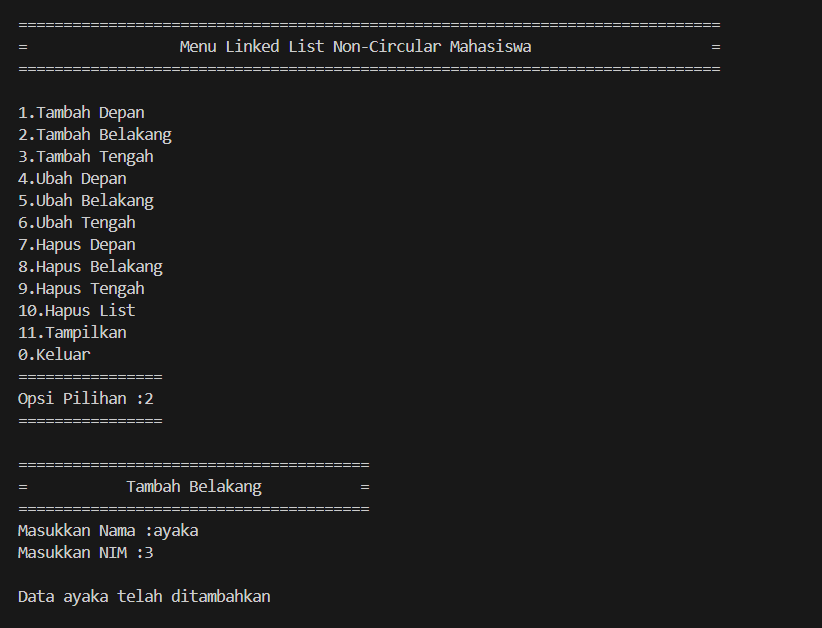 ==============================================================================
=                 Menu Linked List Non-Circular Mahasiswa                    =
==============================================================================
1.Tambah Depan
2.Tambah Belakang
3.Tambah Tengah
4.Ubah Depan
5.Ubah Belakang
6.Ubah Tengah
7.Hapus Depan
8.Hapus Belakang
9.Hapus Tengah
10.Hapus List
11.Tampilkan
0.Keluar
================
Opsi Pilihan :2
================
=======================================
=           Tambah Belakang           =
=======================================
Masukkan Nama :ayaka
Masukkan NIM :3
Data ayaka telah ditambahkan